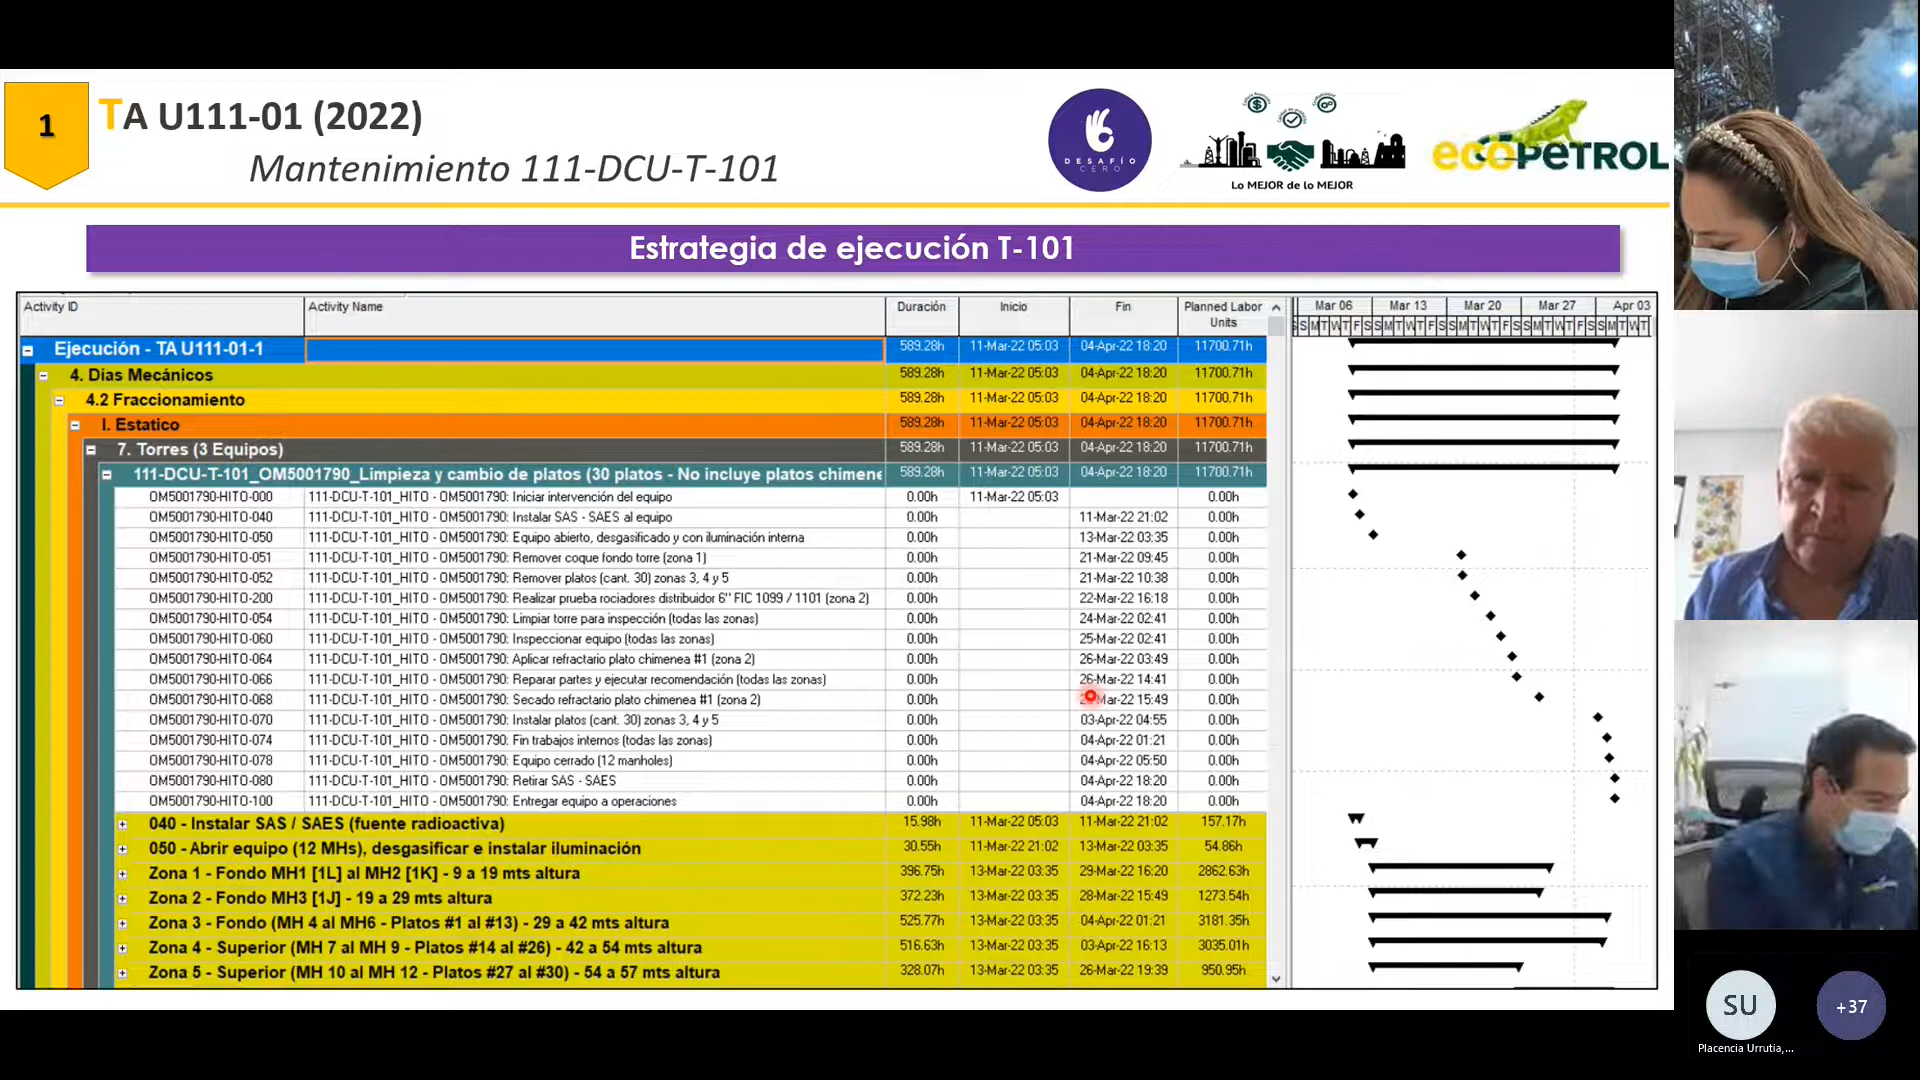 1
TA U111-01 (2022)
Mantenimiento 111-DCU-T-101
DESAFÍO
CERO
Lo MEJOR de lo MEJOR
ecoPETROL
Estrategia de ejecución T-101
Activity ID Activity Name Duración Inicio Fin Planned Labor Units Mar 06 Mar 13 Mar 20 Mar 27 Apr 03
Ejecución - TA U111-01-1 589.28h 11-Mar-22 05:03 04-Apr-22 18:20 11700.71h
4. Dias Mecánicos 589.28h 11-Mar-22 05:03 04-Apr-22 18:20 11700.71h
4.2 Fraccionamiento 589.28h 11-Mar-22 05:03 04-Apr-22 18:20 11700.71h
I. Estatico 589.28h 11-Mar-22 05:03 04-Apr-22 18:20 11700.71h
7. Torres (3 Equipos) 589.28h 11-Mar-22 05:03 04-Apr-22 18:20 11700.71h
111-DCU-T-101_OM5001790_Limpieza y cambio de platos (30 platos - No incluye platos chimene 589.28h 11-Mar-22 05:03 04-Apr-22 18:20 11700.71h
OM5001790-HITO-000 111-DCU-T-101_HITO - OM5001790: Iniciar intervención del equipo 0.00h 11-Mar-22 05:03 0.00h
OM5001790-HITO-040 111-DCU-T-101_HITO - OM5001790: Instalar SAS - SAES al equipo 0.00h 11-Mar-22 21:02 0.00h
OM5001790-HITO-050 111-DCU-T-101_HITO - OM5001790: Equipo abierto, desgasificado y con iluminación interna 0.00h 13-Mar-22 03:35 0.00h
OM5001790-HITO-051 111-DCU-T-101_HITO - OM5001790: Remover coque fondo torre (zona 1) 0.00h 21-Mar-22 09:45 0.00h
OM5001790-HITO-052 111-DCU-T-101_HITO - OM5001790: Remover platos (cant. 30) zonas 3, 4 y 5 0.00h 21-Mar-22 10:38 0.00h
OM5001790-HITO-200 111-DCU-T-101_HITO - OM5001790: Realizar prueba rociadores distribuidor 6'' FIC 1099 / 1101 (zona 2) 0.00h 22-Mar-22 16:18 0.00h
OM5001790-HITO-054 111-DCU-T-101_HITO - OM5001790: Limpiar torre para inspección (todas las zonas) 0.00h 24-Mar-22 02:41 0.00h
OM5001790-HITO-060 111-DCU-T-101_HITO - OM5001790: Inspeccionar equipo (todas las zonas) 0.00h 25-Mar-22 02:41 0.00h
OM5001790-HITO-064 111-DCU-T-101_HITO - OM5001790: Aplicar refractario plato chimenea #1 (zona 2) 0.00h 26-Mar-22 03:49 0.00h
OM5001790-HITO-066 111-DCU-T-101_HITO - OM5001790: Reparar partes y ejecutar recomendación (todas las zonas) 0.00h 26-Mar-22 14:41 0.00h
OM5001790-HITO-068 111-DCU-T-101_HITO - OM5001790: Secado refractario plato chimenea #1 (zona 2) 0.00h Mar-22 15:49 0.00h
OM5001790-HITO-070 111-DCU-T-101_HITO - OM5001790: Instalar platos (cant. 30) zonas 3, 4 y 5 0.00h 03-Apr-22 04:55 0.00h
OM5001790-HITO-074 111-DCU-T-101_HITO - OM5001790: Fin trabajos internos (todas las zonas) 0.00h 04-Apr-22 01:21 0.00h
OM5001790-HITO-078 111-DCU-T-101_HITO - OM5001790: Equipo cerrado (12 manholes) 0.00h 04-Apr-22 05:50 0.00h
OM5001790-HITO-080 111-DCU-T-101_HITO - OM5001790: Retirar SAS - SAES 0.00h 04-Apr-22 18:20 0.00h
OM5001790-HITO-100 111-DCU-T-101_HITO - OM5001790: Entregar equipo a operaciones 0.00h 04-Apr-22 18:20 0.00h
040 - Instalar SAS / SAES (fuente radioactiva) 15.98h 11-Mar-22 05:03 11-Mar-22 21:02 157.17h
050 - Abrir equipo (12 MHs), desgasificar e instalar iluminación 30.55h 11-Mar-22 21:02 13-Mar-22 03:35 54.86h
Zona 1 - Fondo MH1 [1L] al MH2 [1K] - 9 a 19 mts altura 396.75h 13-Mar-22 03:35 29-Mar-22 16:20 2862.63h
Zona 2 - Fondo MH3 [1J] - 19 a 29 mts altura 372.23h 13-Mar-22 03:35 28-Mar-22 15:49 1273.54h
Zona 3 - Fondo (MH 4 al MH6 - Platos #1 al #13) - 29 a 42 mts altura 525.77h 13-Mar-22 03:35 04-Apr-22 01:21 3181.35h
Zona 4 - Superior (MH 7 al MH 9 - Platos #14 al #26) - 42 a 54 mts altura 516.63h 13-Mar-22 03:35 03-Apr-22 16:13 3035.01h
Zona 5 - Superior (MH 10 al MH 12 - Platos #27 al #30) - 54 a 57 mts altura 328.07h 13-Mar-22 03:35 26-Mar-22 19:39 950.95h
SU
+37
Placencia Urrutia,...